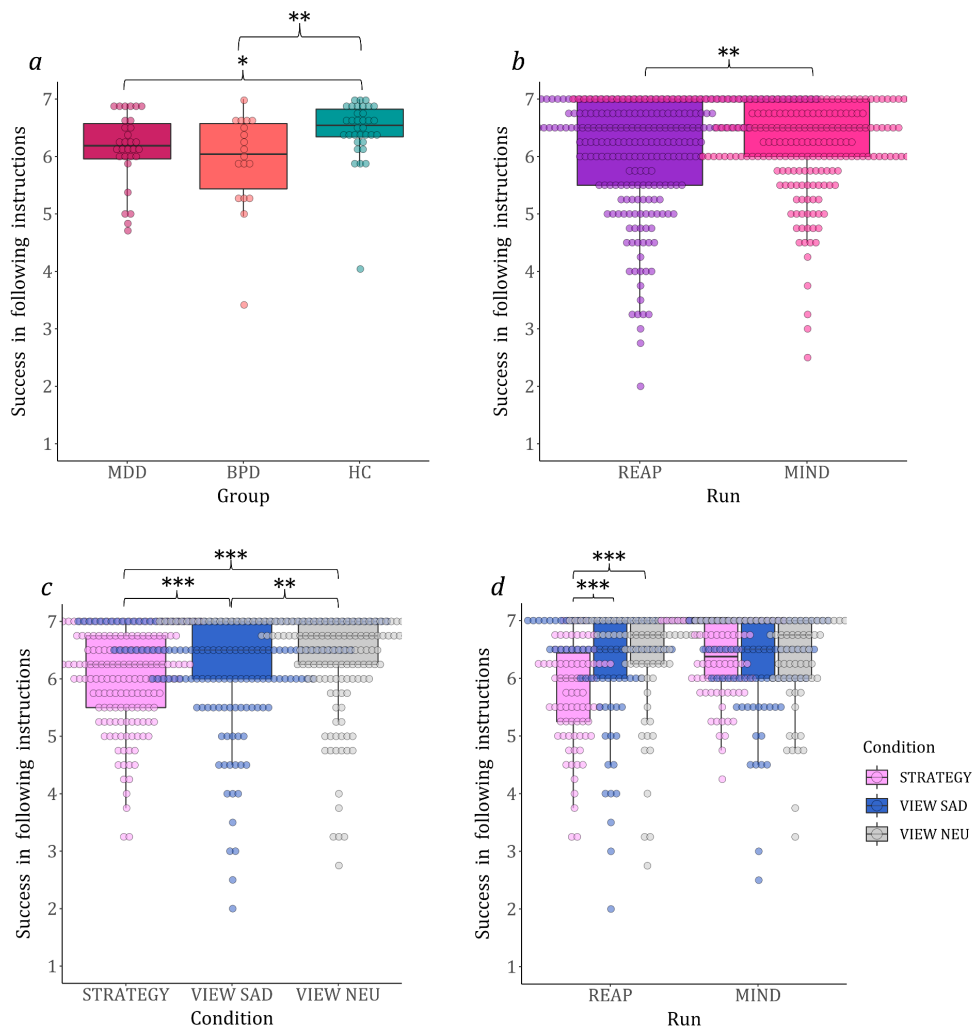 a
**
*
Success in following instructions
7
6
5
4
3
2
1
MDD BPD HC
Group
b
**
Success in following instructions
7
6
5
4
3
2
1
REAP MIND
Run
c
***
*** **
Success in following instructions
7
6
5
4
3
2
1
STRATEGY VIEW SAD VIEW NEU
Condition
d
***
***
Success in following instructions
7
6
5
4
3
2
1
REAP MIND
Run
Condition
STRATEGY
VIEW SAD
VIEW NEU